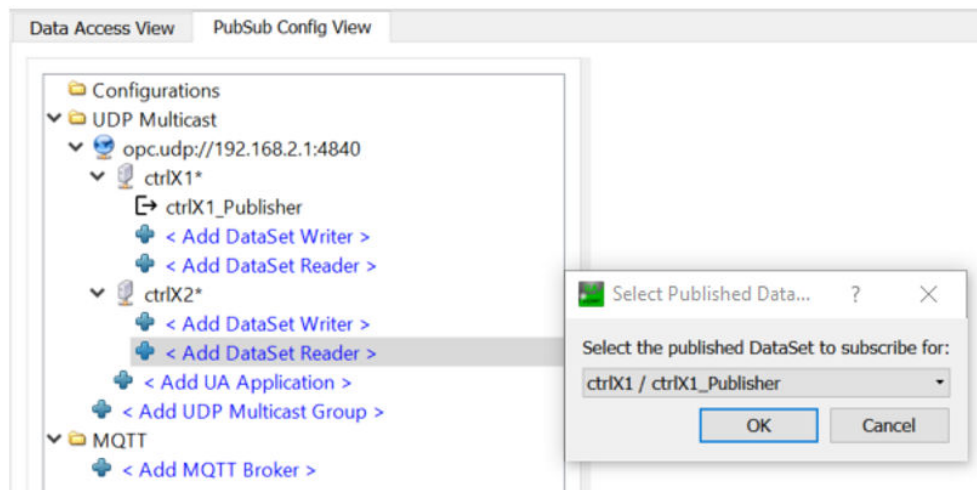 Data Access View
PubSub Config View
Configurations
UDP Multicast
opc.udp://192.168.2.1:4840
ctrlX1*
ctrlX1_Publisher
< Add DataSet Writer >
< Add DataSet Reader >
ctrlX2*
< Add DataSet Writer >
< Add DataSet Reader >
< Add UA Application >
< Add UDP Multicast Group >
MQTT
< Add MQTT Broker >
Select Published Data... ?
Select the published DataSet to subscribe for:
ctrlX1 / ctrlX1_Publisher
OK
Cancel